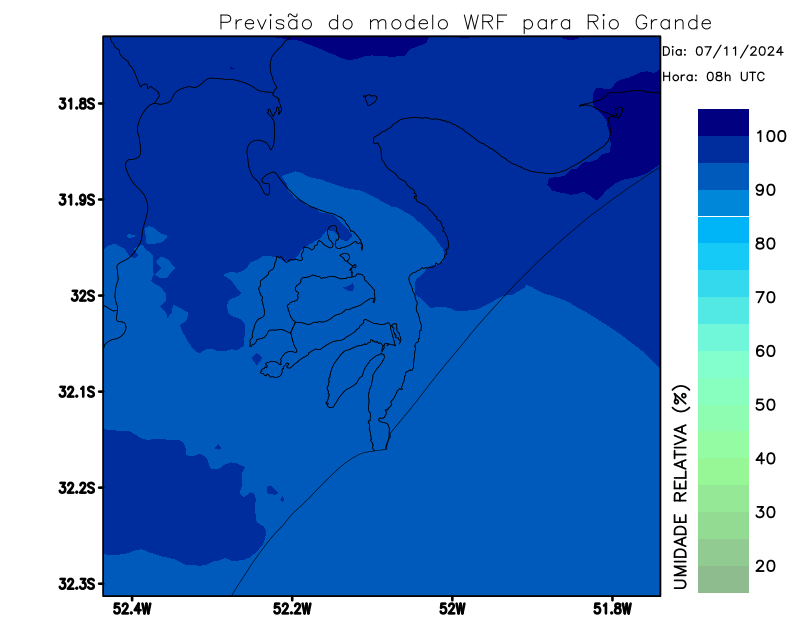 Previsão do modelo WRF para Rio Grande
Dia: 07/11/2024
Hora: 08h UTC
31.8S
31.9S
32S
32.1S
32.2S
32.3S
52.4W
52.2W
52W
51.8W
UMIDADE RELATIVA (%)
100
90
80
70
60
50
40
30
20